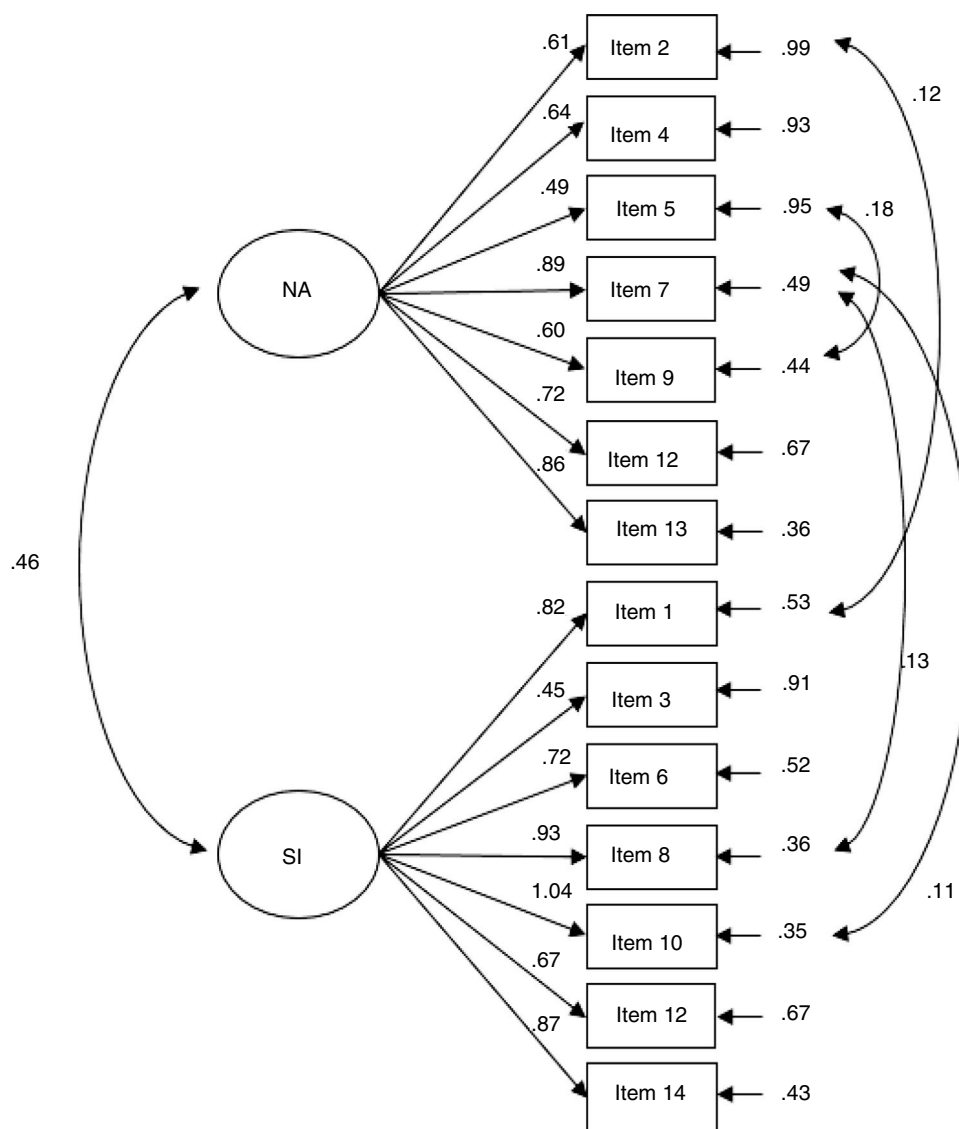 .61 Item 2 .99
.12
.64 Item 4 .93
.49 Item 5 .95 .18
NA .89 Item 7 .49
.60 Item 9 .44
.72 Item 12 .67
.86 Item 13 .36
.46
.82 Item 1 .53
.13
.45 Item 3 .91
.72 Item 6 .52
SI .93 Item 8 .36
1.04 Item 10 .35 .11
.67 Item 12 .67
.87 Item 14 .43